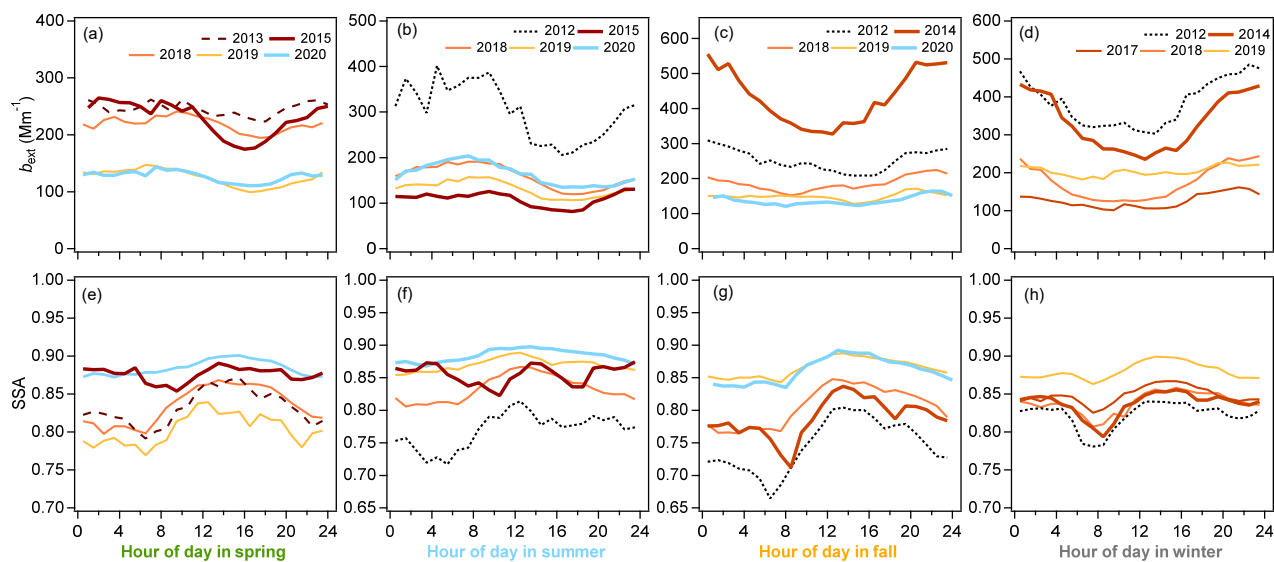 (a)
2013 2015
2018 2019 2020
(b)
2012 2015
2018 2019 2020
(c)
2012 2014
2018 2019 2020
(d)
2012 2014
2017 2018 2019
b_ext (Mm⁻¹)
400
300
200
100
0
500
400
300
200
100
0
600
500
400
300
200
100
0
600
500
400
300
200
100
0
(e)
(f)
(g)
(h)
SSA
1.00
0.95
0.90
0.85
0.80
0.75
0.70
1.00
0.95
0.90
0.85
0.80
0.75
0.70
0.65
1.00
0.95
0.90
0.85
0.80
0.75
0.70
0.65
1.00
0.95
0.90
0.85
0.80
0.75
0.70
0 4 8 12 16 20 24
0 4 8 12 16 20 24
0 4 8 12 16 20 24
0 4 8 12 16 20 24
Hour of day in spring
Hour of day in summer
Hour of day in fall
Hour of day in winter